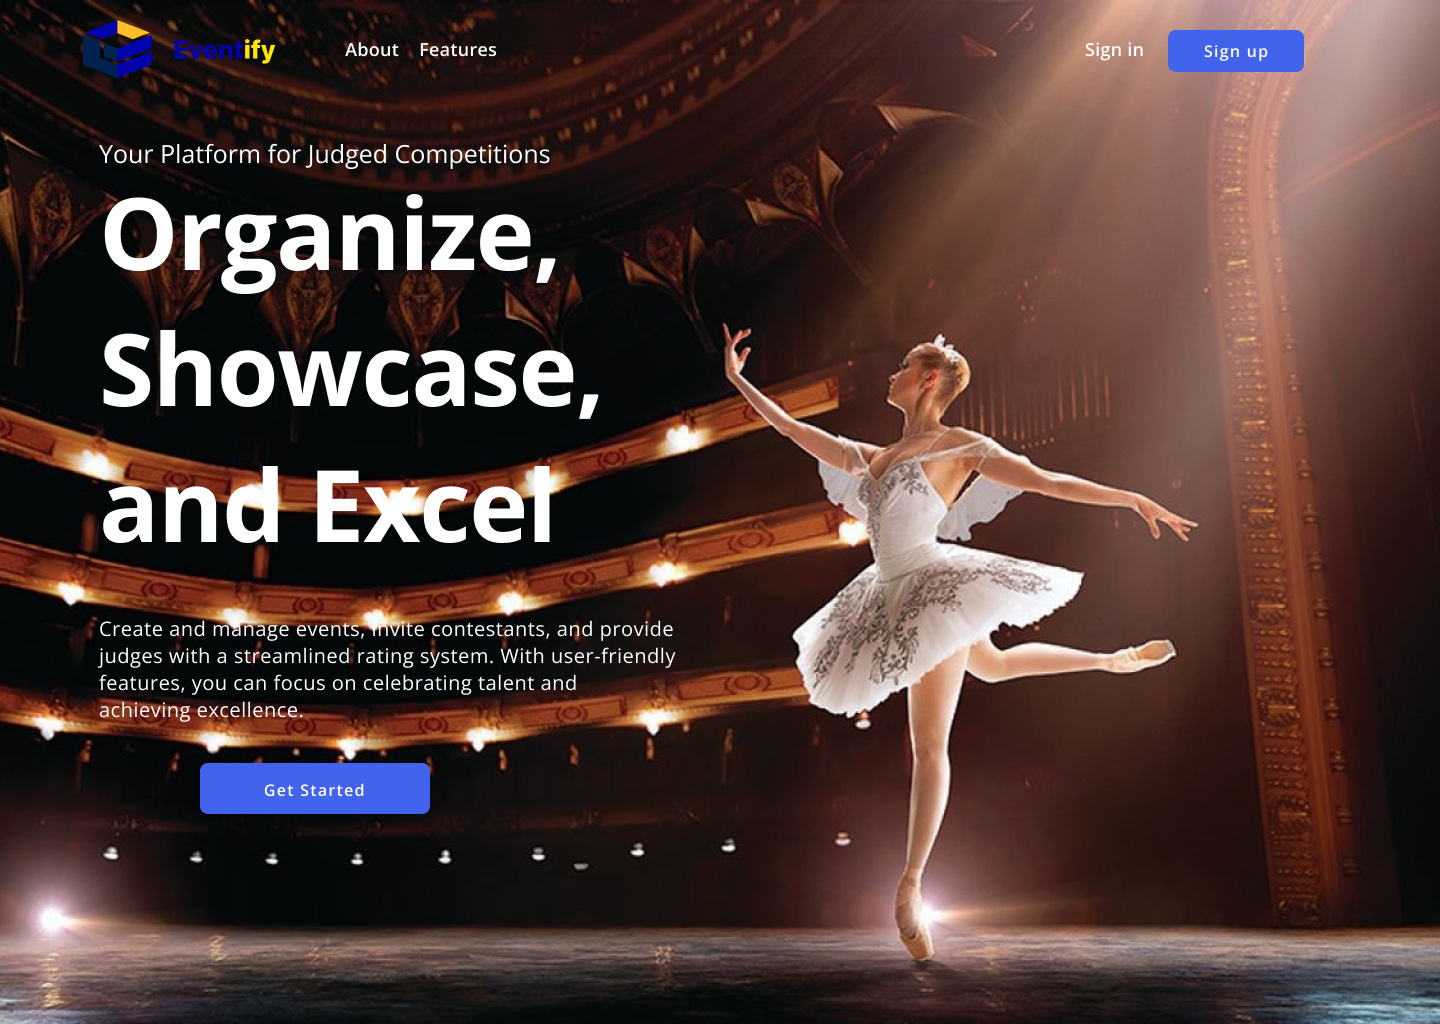 Eventify
About Features
Sign in
Sign up
Your Platform for Judged Competitions
Organize,
Showcase,
and Excel
Create and manage events, invite contestants, and provide
judges with a streamlined rating system. With user-friendly
features, you can focus on celebrating talent and
achieving excellence.
Get Started